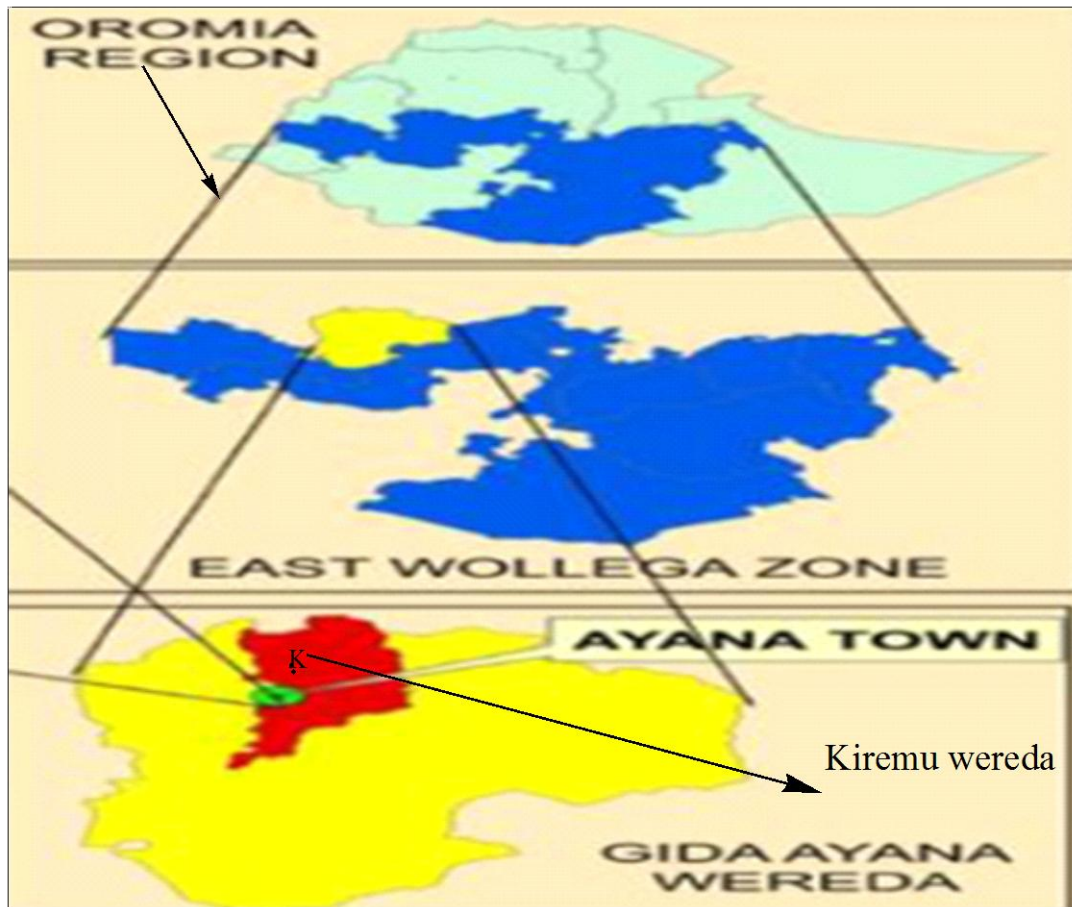 OROMIA
REGION
EAST WOLLEGA ZONE
AYANA TOWN
K
Kiremu wereda
GIDA AYANA
WEREDA